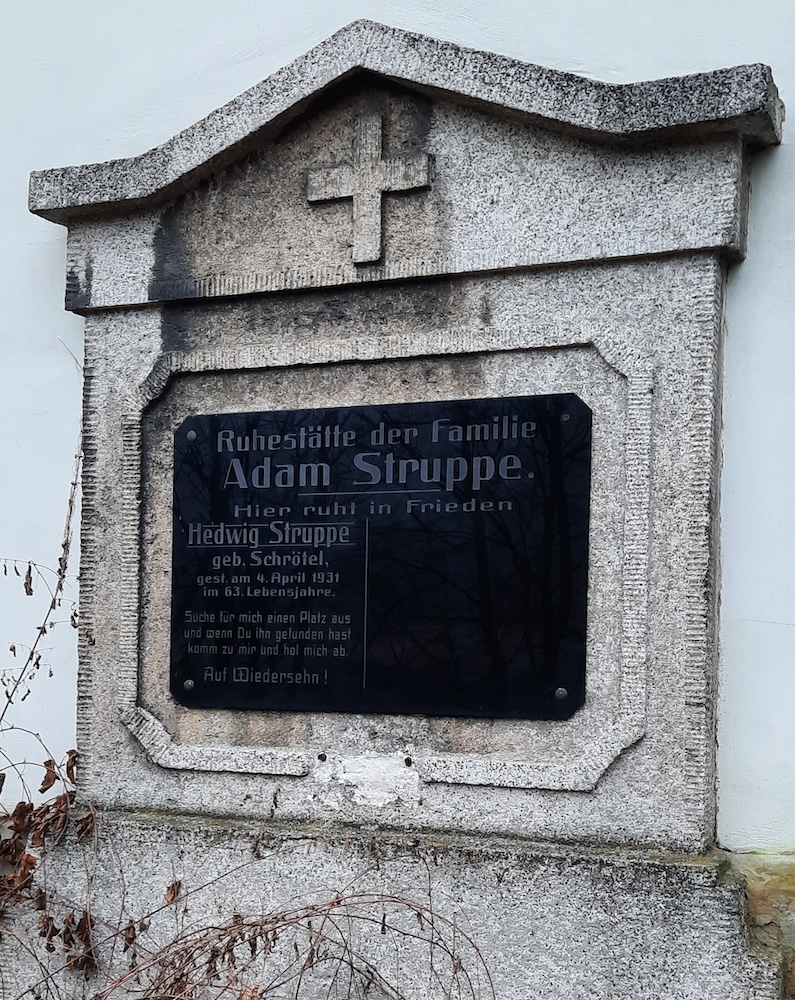 Ruhestätte der Familie
Adam Struppe.
Hier ruht in Frieden
Hedwig Struppe
geb. Schrötel,
gest. am 4. April 1931
im 63. Lebensjahre.
Suche für mich einen Platz aus
und wenn Du ihn gefunden hast
komm zu mir und hol mich ab.
Auf Wiedersehn!